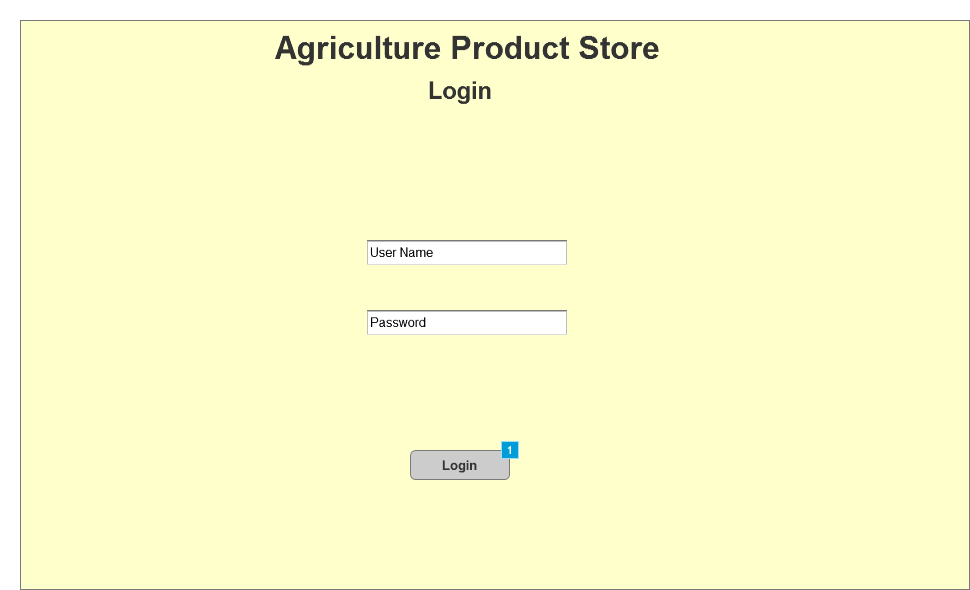 Agriculture Product Store
Login
User Name
Password
1
Login